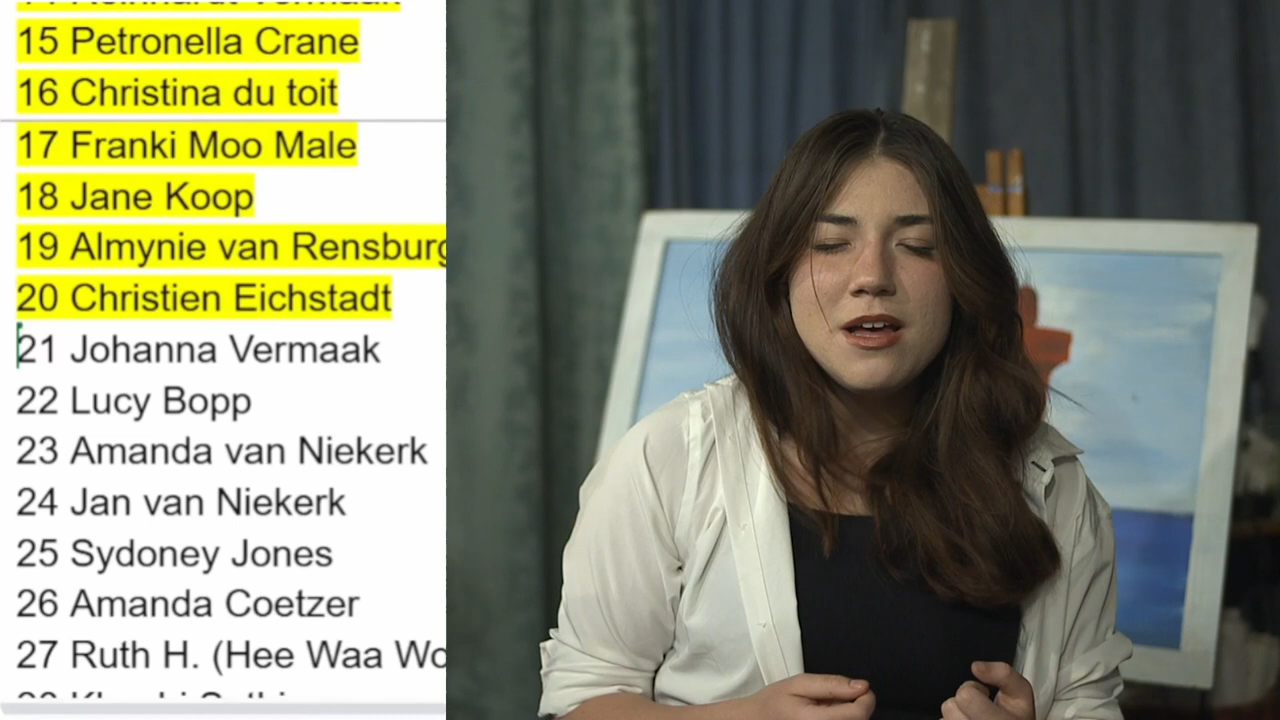 15 Petronella Crane
16 Christina du toit
17 Franki Moo Male
18 Jane Koop
19 Almynie van Rensburg
20 Christien Eichstadt
21 Johanna Vermaak
22 Lucy Bopp
23 Amanda van Niekerk
24 Jan van Niekerk
25 Sydoney Jones
26 Amanda Coetzer
27 Ruth H. (Hee Waa Wo